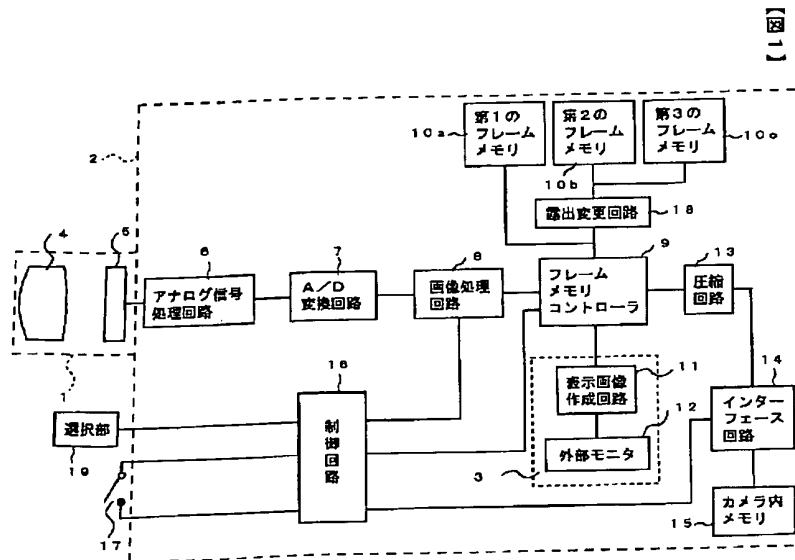 【図1】
第1の
フレーム
メモリ
第2の
フレーム
メモリ
第3の
フレーム
メモリ
10a
10b
10c
2
露出変更回路
18
4
5
6
7
8
9
13
アナログ信号
処理回路
A/D
変換回路
画像処理
回路
フレーム
メモリ
コントローラ
圧縮
回路
1
16
11
14
表示画像
作成回路
選択部
19
制御
回路
12
インター
フェース
回路
外部モニタ
3
17
カメラ内
メモリ
15